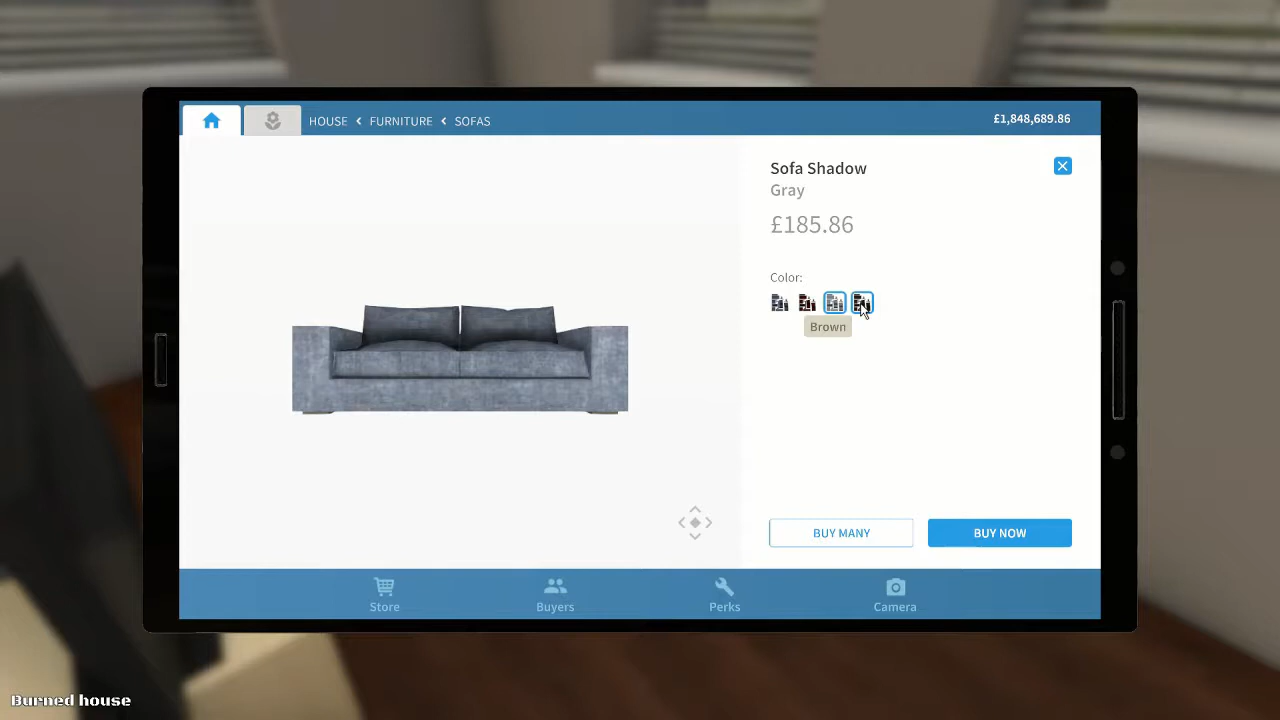 HOUSE < FURNITURE < SOFAS
£1,848,689.86
Sofa Shadow
Gray
£185.86
Color:
Brown
BUY MANY
BUY NOW
Store
Buyers
Perks
Camera
Burned house